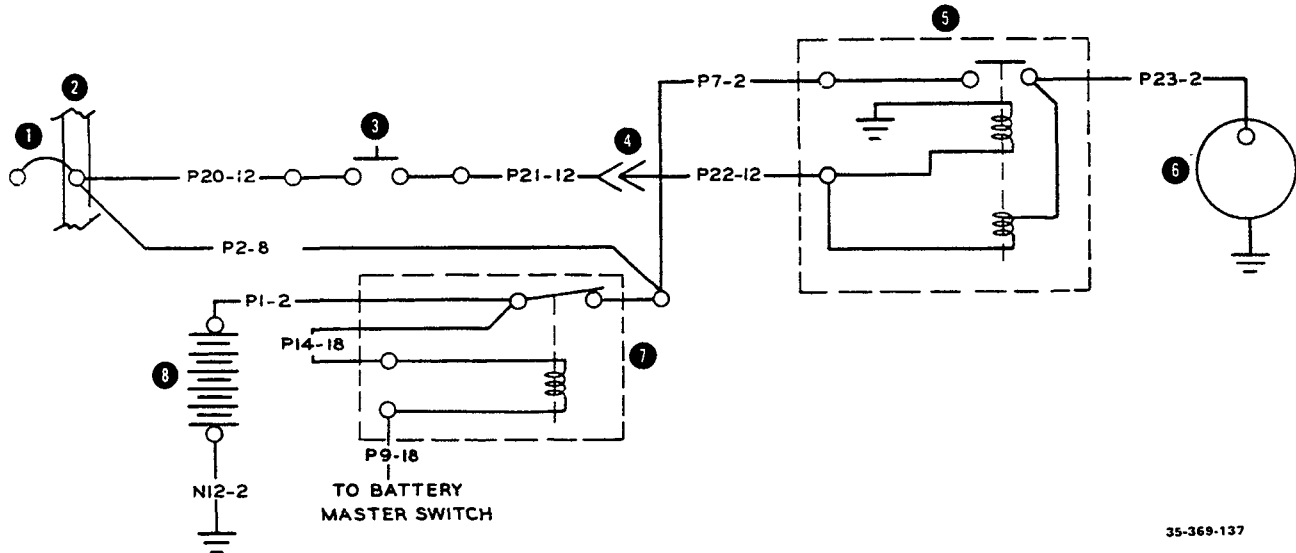 5
2
P7-2
P23-2
1
3
4
6
P20-12
P21-12
P22-12
P2-8
P1-2
P14-18
7
8
P9-18
N12-2
TO BATTERY
MASTER SWITCH
35-369-137